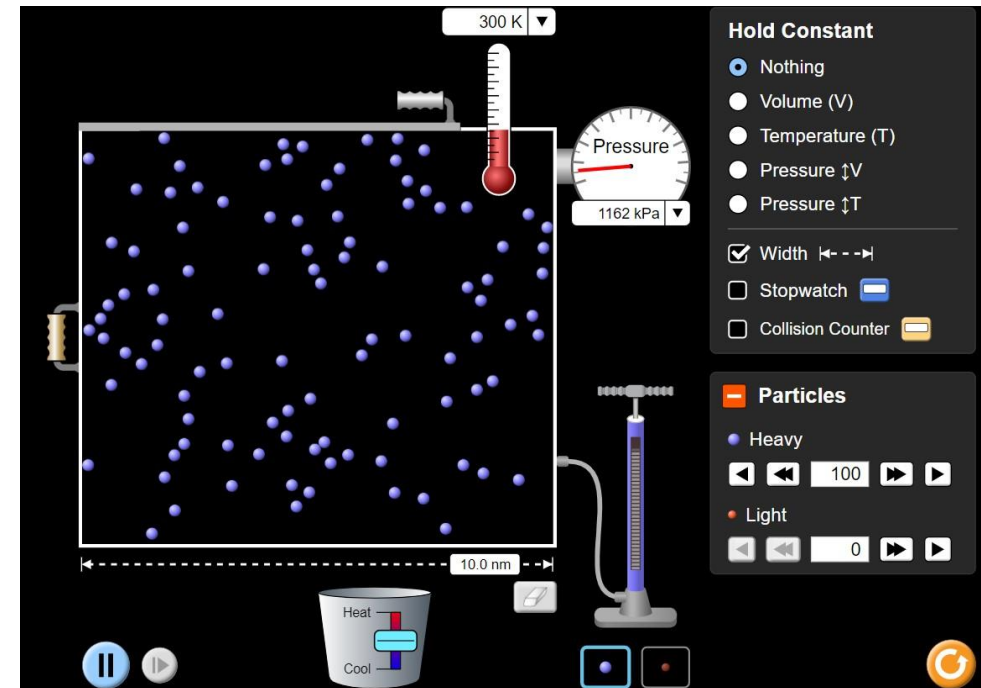 300 K
Pressure
1162 kPa
10.0 nm
Heat
Cool
Hold Constant
Nothing
Volume (V)
Temperature (T)
Pressure ↕V
Pressure ↕T
Width
Stopwatch
Collision Counter
Particles
Heavy
100
Light
0